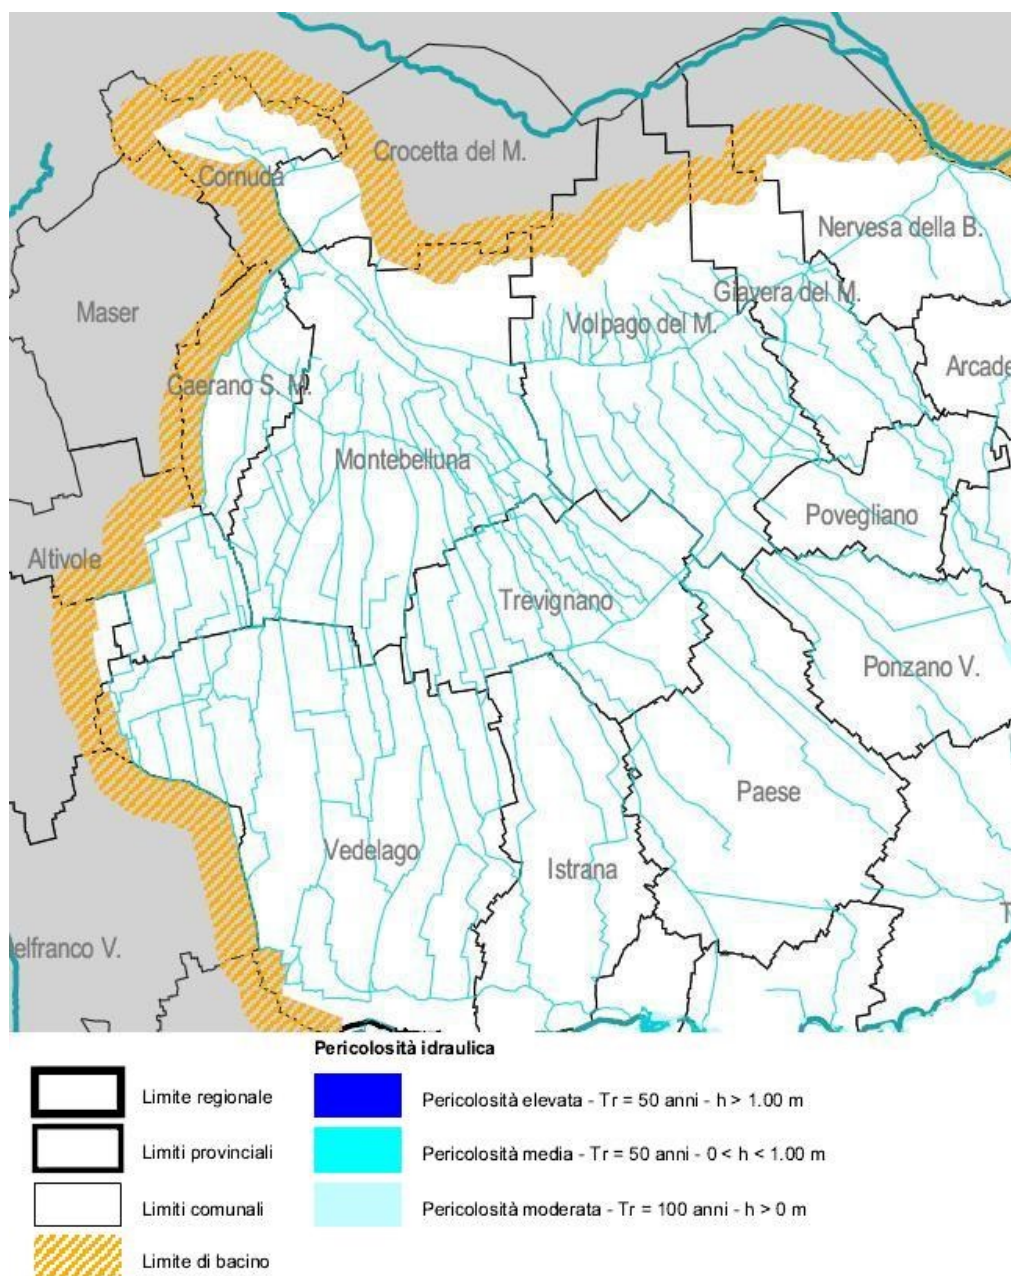 Crocetta del M.
Cornuda
Nervesa della B.
Maser
Giavera del M.
Volpago del M.
Arcade
Caerano S. M.
Montebelluna
Povegliano
Altivole
Trevignano
Ponzano V.
Paese
Vedelago
Istrana
elfranco V.
T
Pericolosità idraulica
Limite regionale
Pericolosità elevata - Tr = 50 anni - h > 1.00 m
Limiti provinciali
Pericolosità media - Tr = 50 anni - 0 < h < 1.00 m
Limiti comunali
Pericolosità moderata - Tr = 100 anni - h > 0 m
Limite di bacino